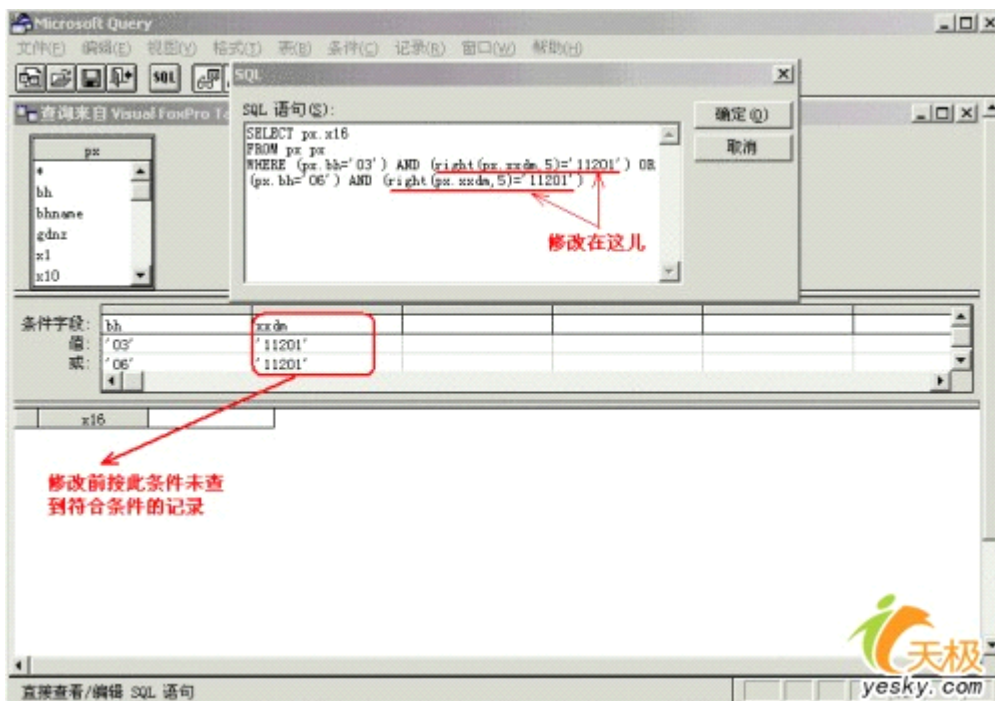 Microsoft Query
文件(F) 编辑(E) 视图(V) 格式(T) 表(B) 条件(C) 记录(R) 窗口(W) 帮助(H)
SQL
SQL
查询来自 Visual FoxPro Ta
SQL 语句(S):
确定(O)
取消
SELECT px.x16
FROM px px
WHERE (px.bh='03') AND (right(px.xxdm,5)='11201') OR
(px.bh='06') AND (right(px.xxdm,5)='11201')
修改在这儿
px
*
bh
bhname
gdnz
x1
x10
条件字段: bh xxdm
值: '03' '11201'
或: '06' '11201'
x16
修改前按此条件未查
到符合条件的记录
直接查看/编辑 SQL 语句
天极
yesky.com